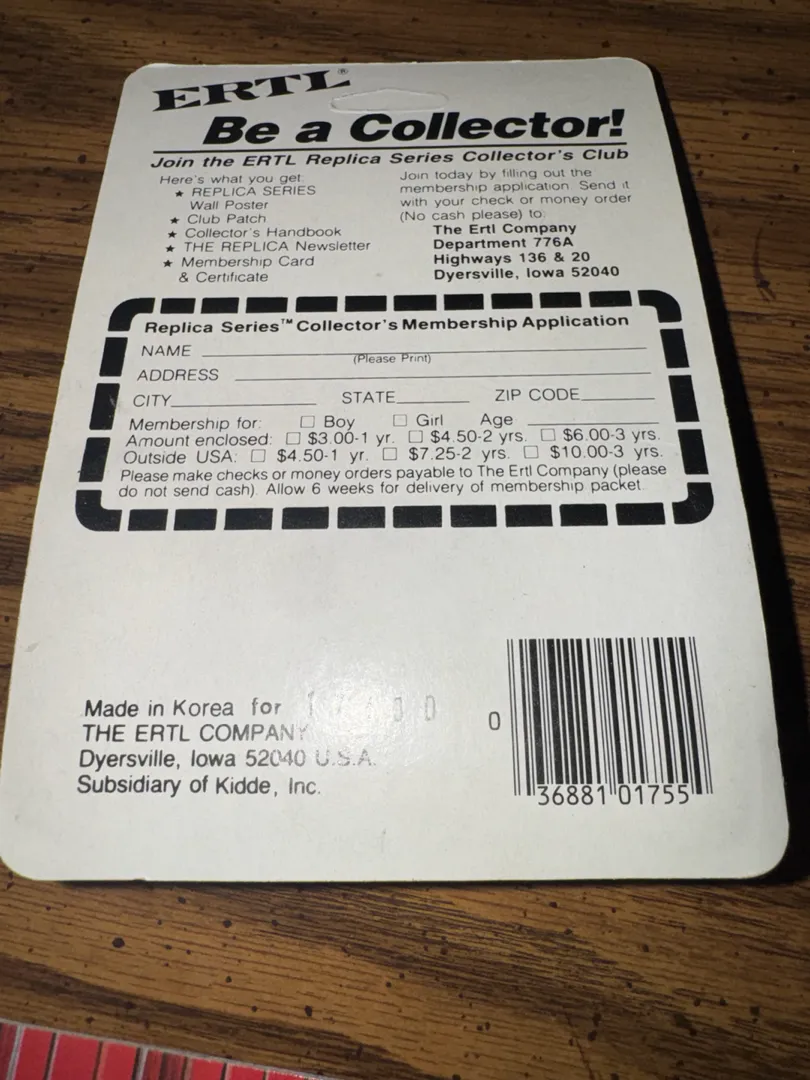 ERTL®
Be a Collector!
Join the ERTL Replica Series Collector's Club
Here's what you get:
★ REPLICA SERIES
Wall Poster
★ Club Patch
★ Collector's Handbook
★ THE REPLICA Newsletter
★ Membership Card
& Certificate
Join today by filling out the
membership application. Send it
with your check or money order
(No cash please) to:
The Ertl Company
Department 776A
Highways 136 & 20
Dyersville, Iowa 52040
Replica Series™ Collector's Membership Application
NAME
(Please Print)
ADDRESS
CITY STATE ZIP CODE
Membership for: ☐ Boy ☐ Girl Age
Amount enclosed: ☐ $3.00-1 yr. ☐ $4.50-2 yrs. ☐ $6.00-3 yrs.
Outside USA: ☐ $4.50-1 yr. ☐ $7.25-2 yrs. ☐ $10.00-3 yrs.
Please make checks or money orders payable to The Ertl Company (please
do not send cash). Allow 6 weeks for delivery of membership packet.
Made in Korea for
THE ERTL COMPANY
Dyersville, Iowa 52040 U.S.A.
Subsidiary of Kidde, Inc.
0 36881 01755